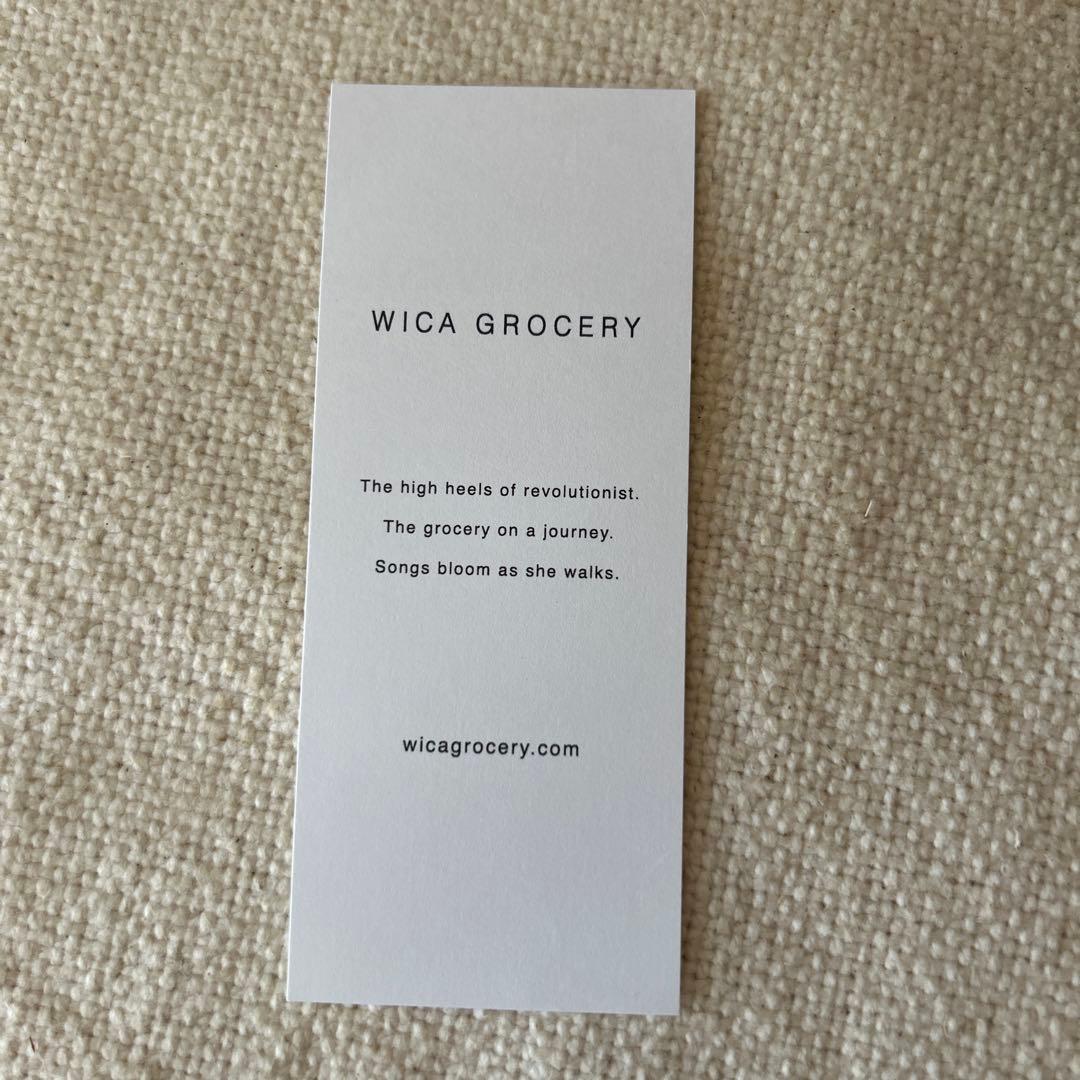 WICA GROCERY
The high heels of revolutionist.
The grocery on a journey.
Songs bloom as she walks.
wicagrocery.com